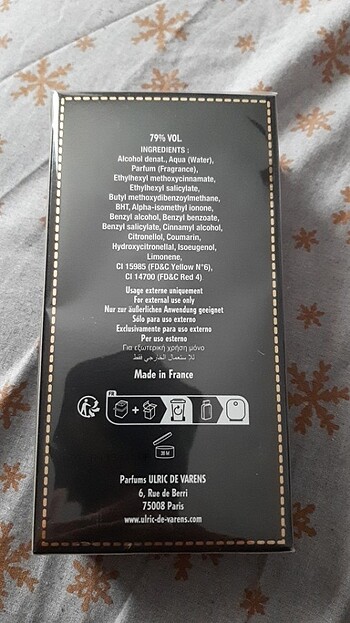 79% VOL.
INGREDIENTS :
Alcohol denat., Aqua (Water),
Parfum (Fragrance),
Ethylhexyl methoxycinnamate,
Ethylhexyl salicylate,
Butyl methoxydibenzoylmethane,
BHT, Alpha-isomethyl ionone,
Benzyl alcohol, Benzyl benzoate,
Benzyl salicylate, Cinnamyl alcohol,
Citronellol, Coumarin,
Hydroxycitronellal, Isoeugenol,
Limonene,
CI 15985 (FD&C Yellow N°6),
CI 14700 (FD&C Red 4)
Usage externe uniquement
For external use only
Nur zur äußerlichen Anwendung geeignet
Sólo para uso externo
Exclusivamente para uso externo
Per uso esterno
Για εξωτερική χρήση μόνο
للاستعمال الخارجي فقط
Made in France
FR
+
30 M
Parfums ULRIC DE VARENS
6, Rue de Berri
75008 Paris
www.ulric-de-varens.com